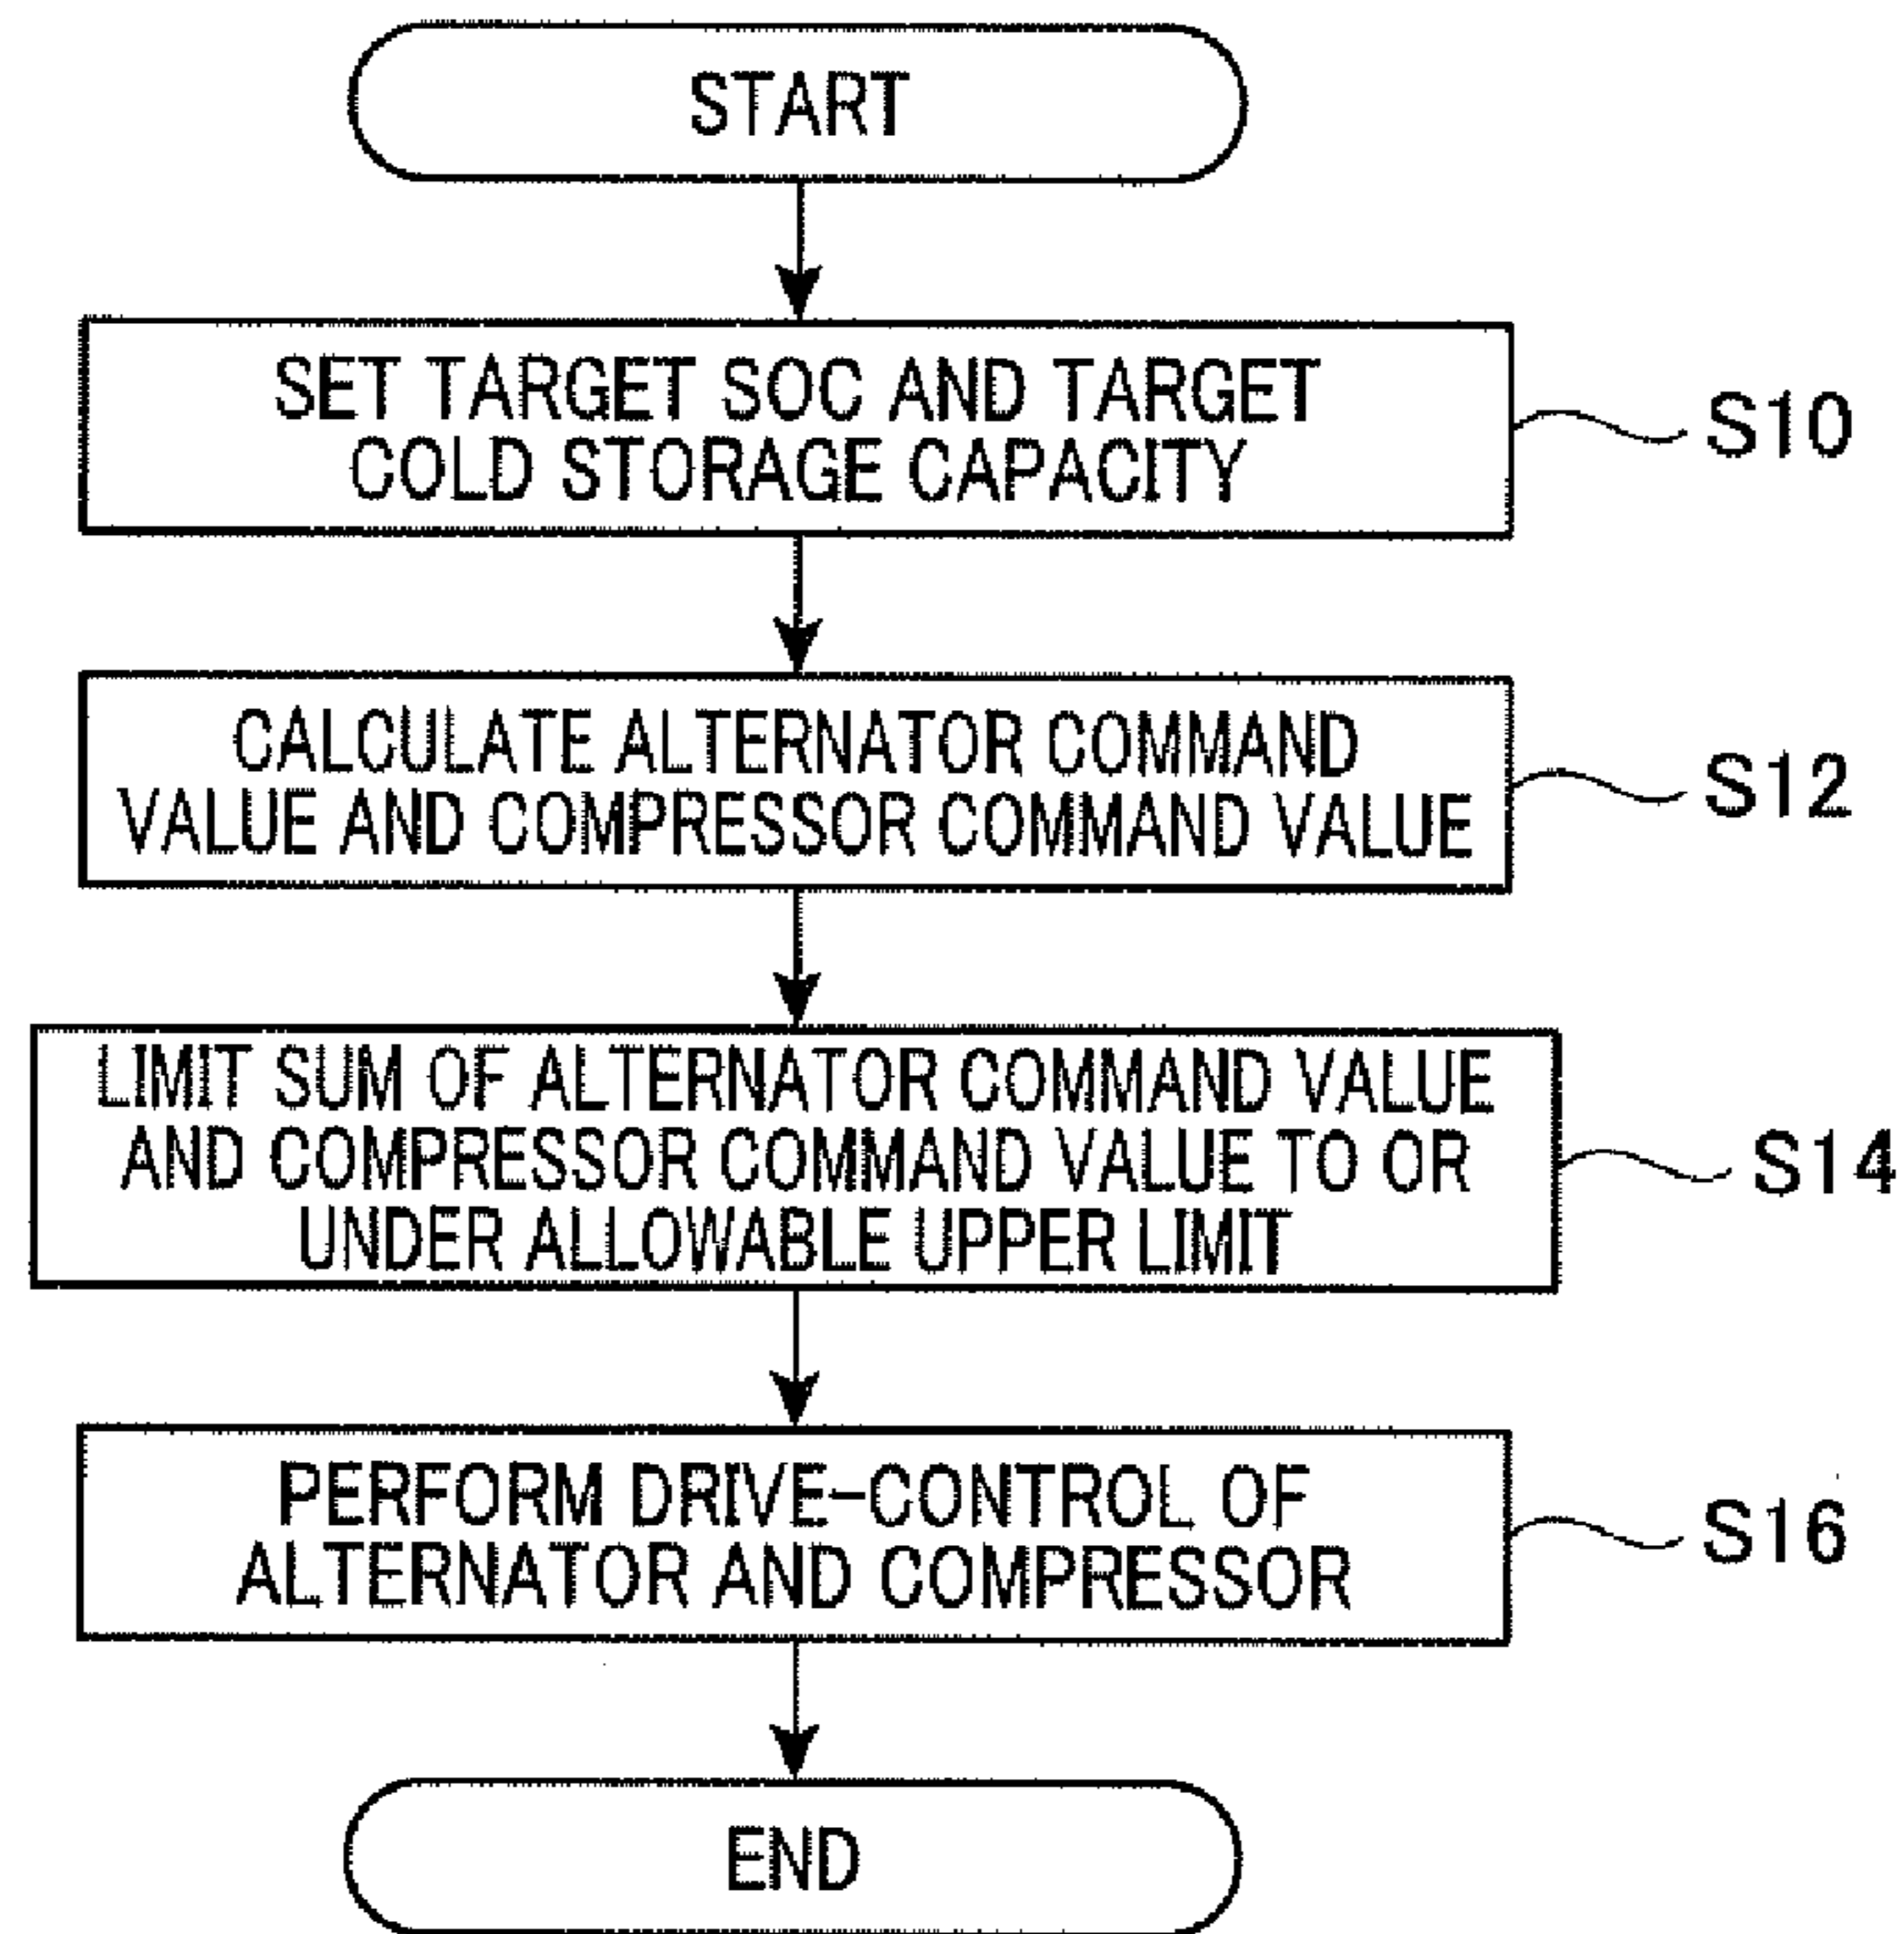 START
SET TARGET SOC AND TARGET
COLD STORAGE CAPACITY
S10
CALCULATE ALTERNATOR COMMAND
VALUE AND COMPRESSOR COMMAND VALUE
S12
LIMIT SUM OF ALTERNATOR COMMAND VALUE
AND COMPRESSOR COMMAND VALUE TO OR
UNDER ALLOWABLE UPPER LIMIT
S14
PERFORM DRIVE-CONTROL OF
ALTERNATOR AND COMPRESSOR
S16
END